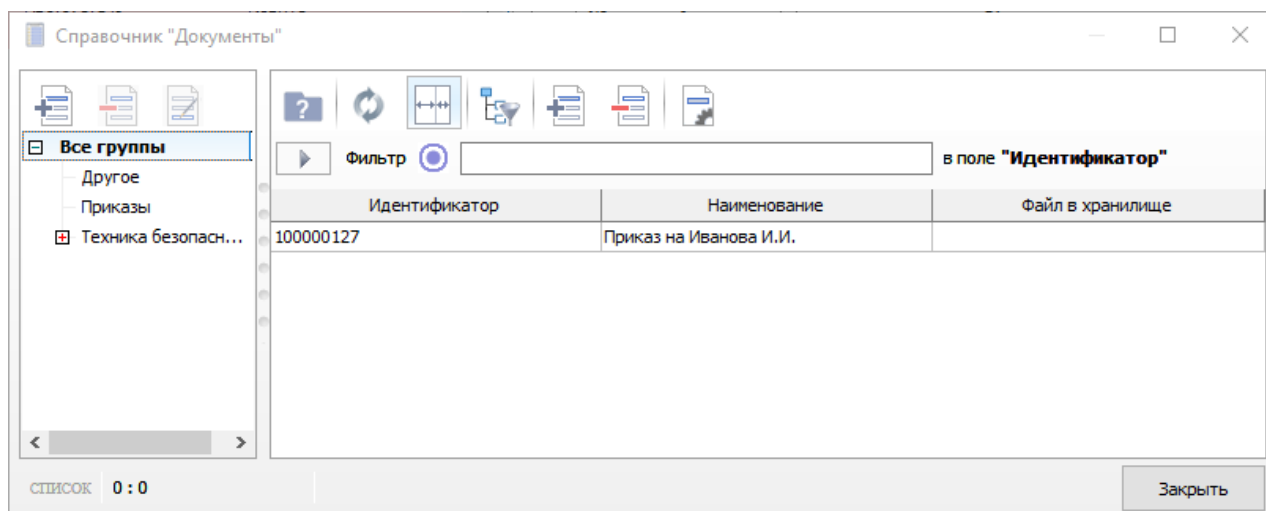 Справочник "Документы"
Все группы
Другое
Приказы
Техника безопасн...
?
Фильтр
в поле "Идентификатор"
Идентификатор Наименование Файл в хранилище
100000127 Приказ на Иванова И.И.
СПИСОК 0 : 0
Закрыть